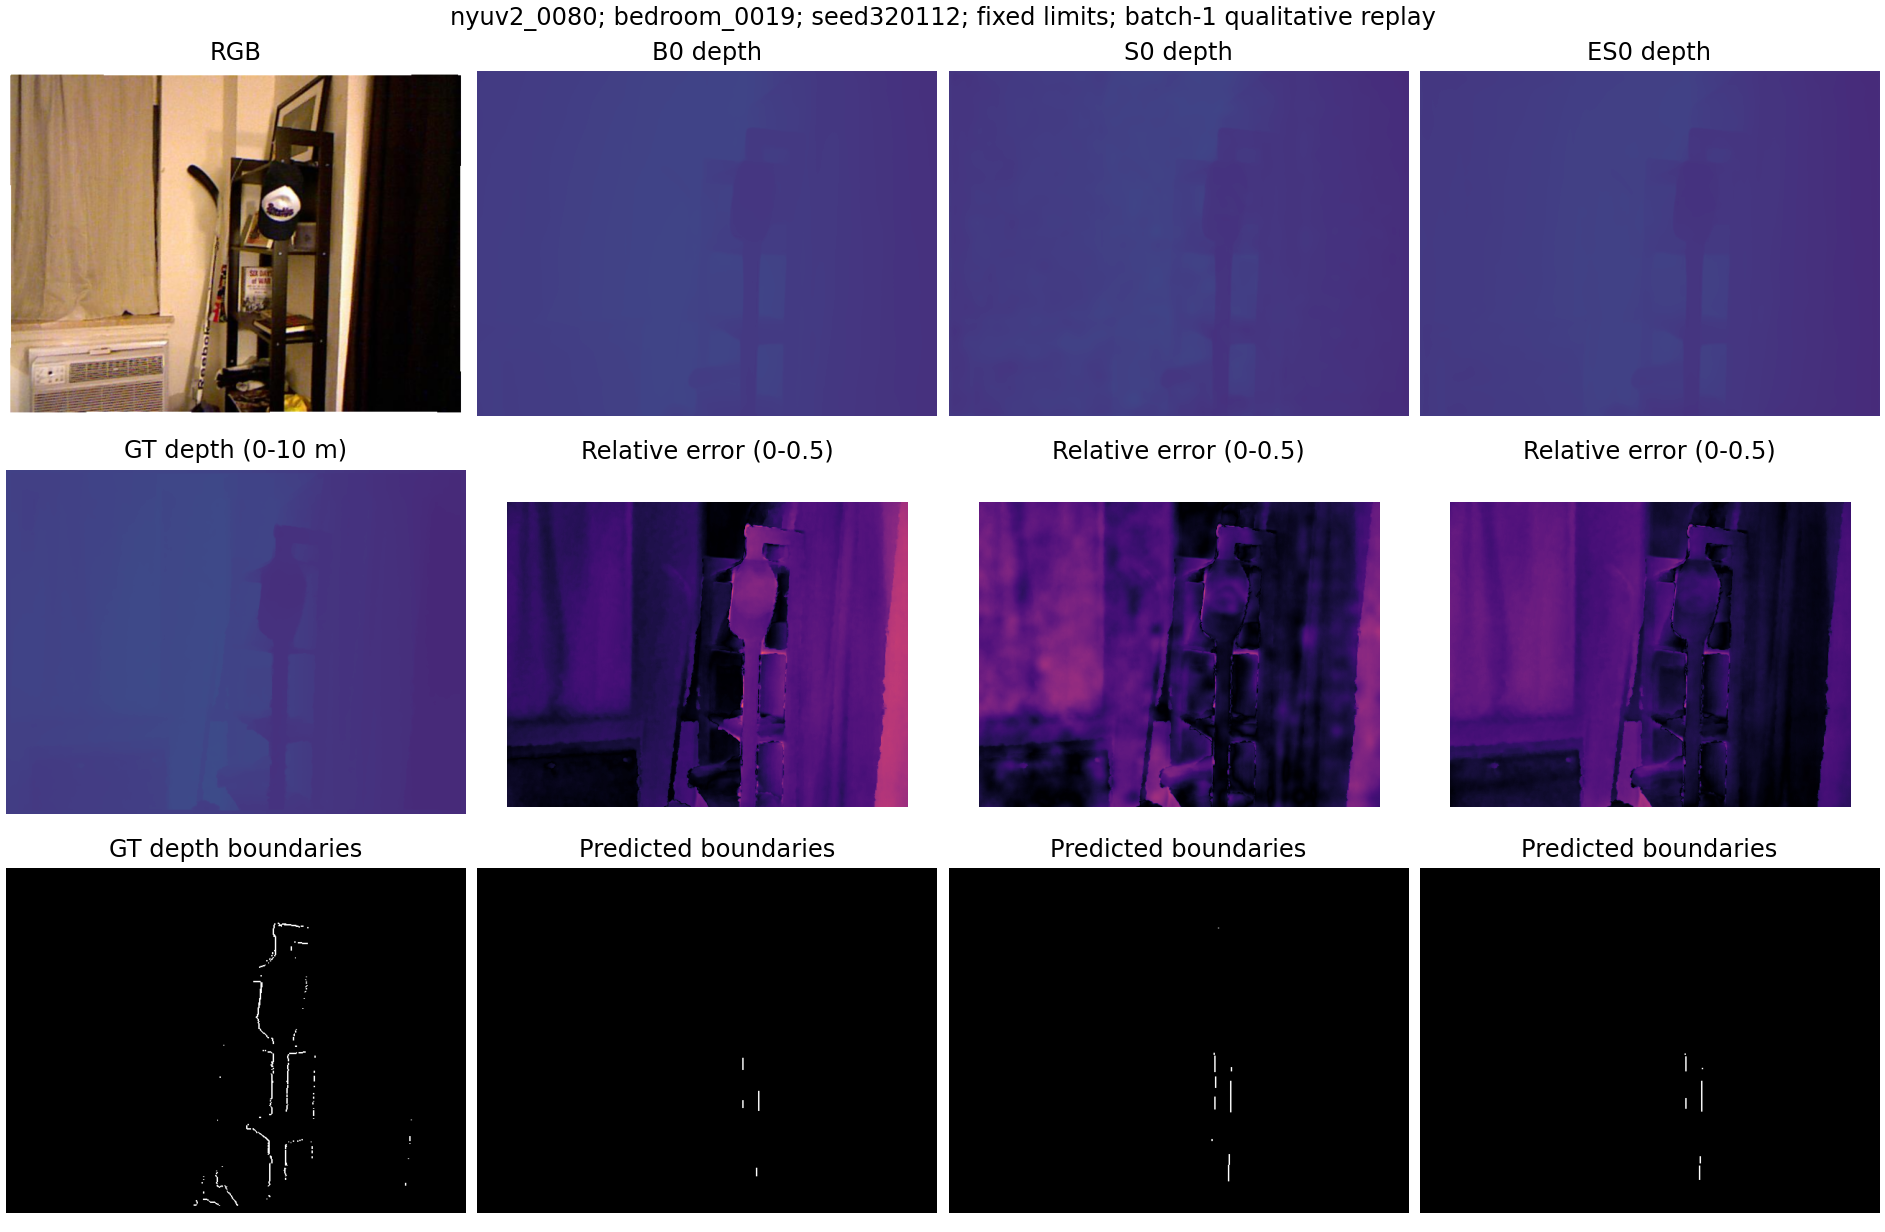 nyuv2_0080; bedroom_0019; seed320112; fixed limits; batch-1 qualitative replay
RGB
B0 depth
S0 depth
ES0 depth
GT depth (0-10 m)
Relative error (0-0.5)
Relative error (0-0.5)
Relative error (0-0.5)
GT depth boundaries
Predicted boundaries
Predicted boundaries
Predicted boundaries